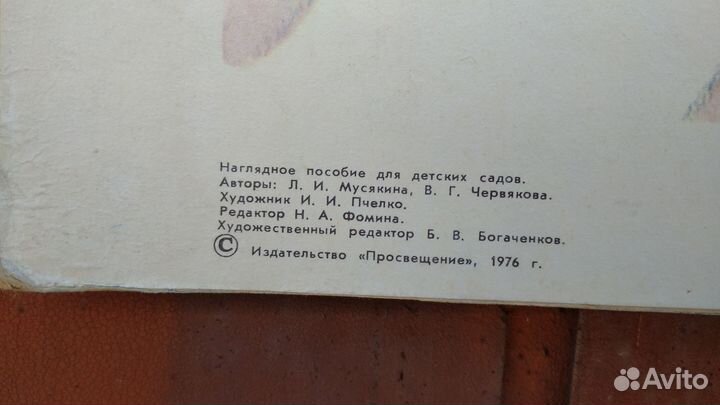 Наглядное пособие для детских садов.
Авторы: Л. И. Мусякина, В. Г. Червякова.
Художник И. И. Пчелко.
Редактор Н. А. Фомина.
Художественный редактор Б. В. Богаченков.
© Издательство «Просвещение», 1976 г.
Avito